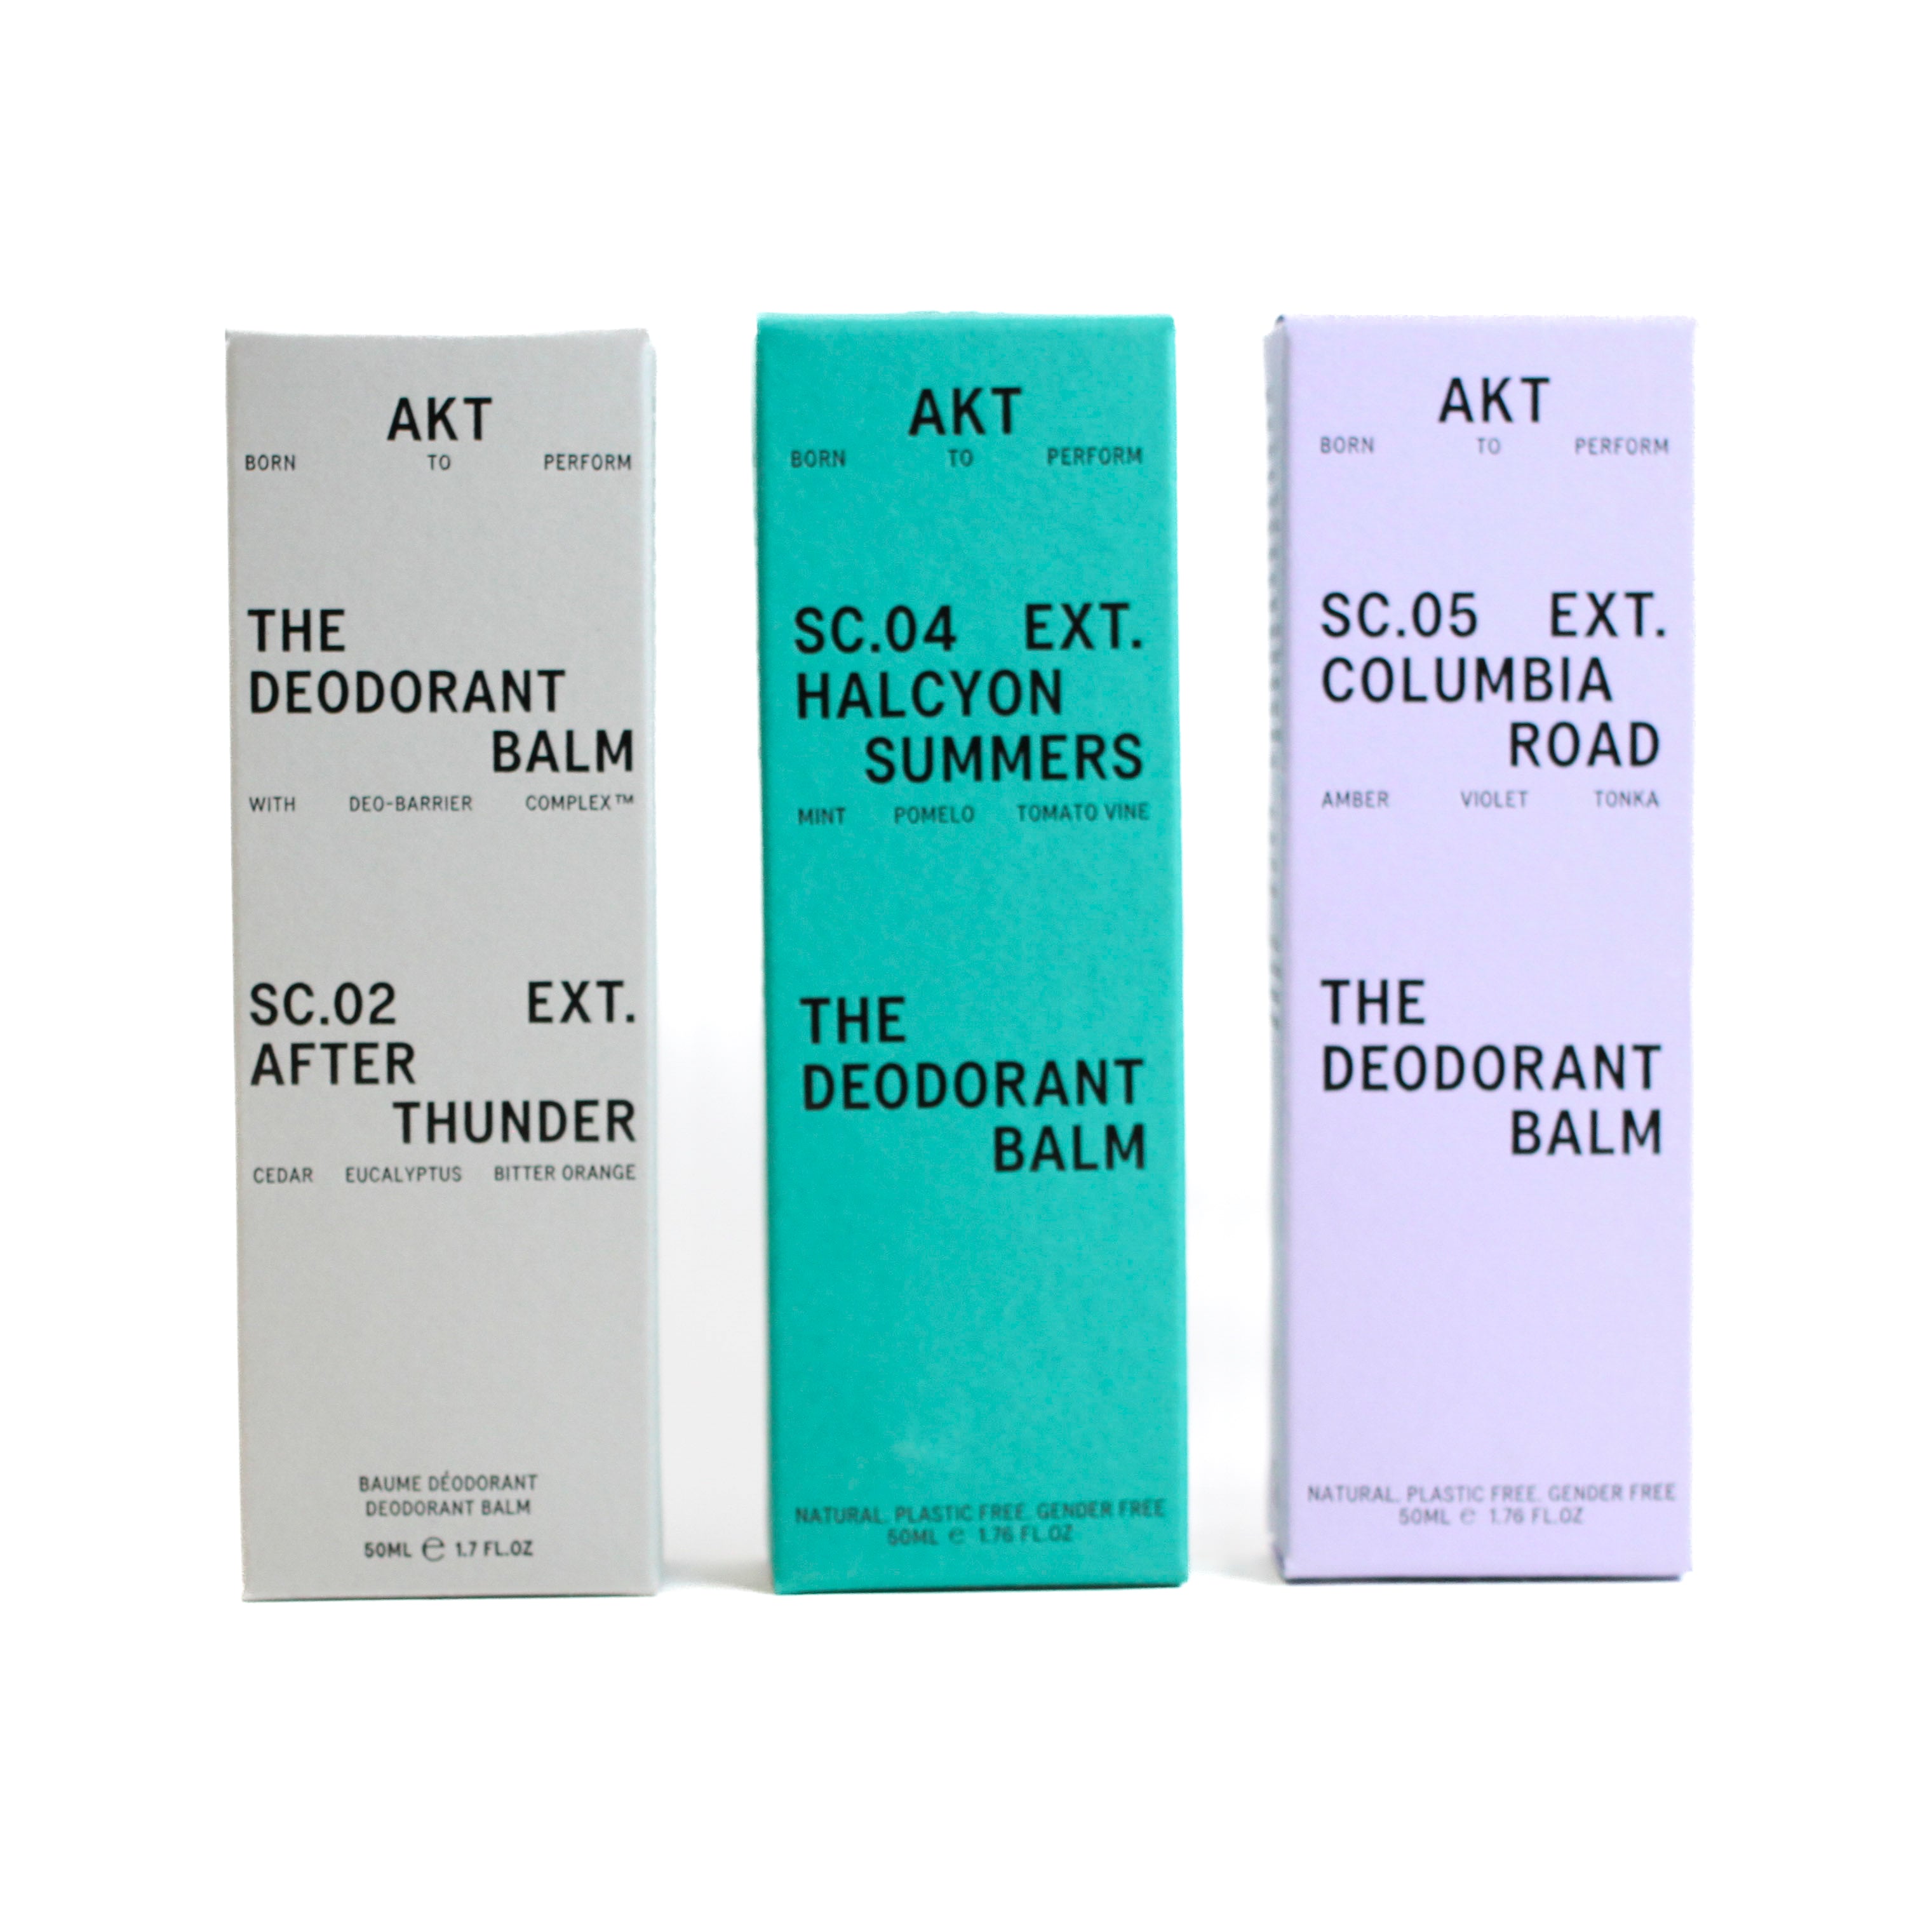 AKT
BORN TO PERFORM
THE
DEODORANT
BALM
WITH DEO-BARRIER COMPLEX™
SC.02 EXT.
AFTER
THUNDER
CEDAR EUCALYPTUS BITTER ORANGE
BAUME DÉODORANT
DEODORANT BALM
50ML ℮ 1.7 FL.OZ
AKT
BORN TO PERFORM
SC.04 EXT.
HALCYON
SUMMERS
MINT POMELO TOMATO VINE
THE
DEODORANT
BALM
NATURAL. PLASTIC FREE. GENDER FREE
50ML ℮ 1.76 FL.OZ
AKT
BORN TO PERFORM
SC.05 EXT.
COLUMBIA
ROAD
AMBER VIOLET TONKA
THE
DEODORANT
BALM
NATURAL. PLASTIC FREE. GENDER FREE
50ML ℮ 1.76 FL.OZ